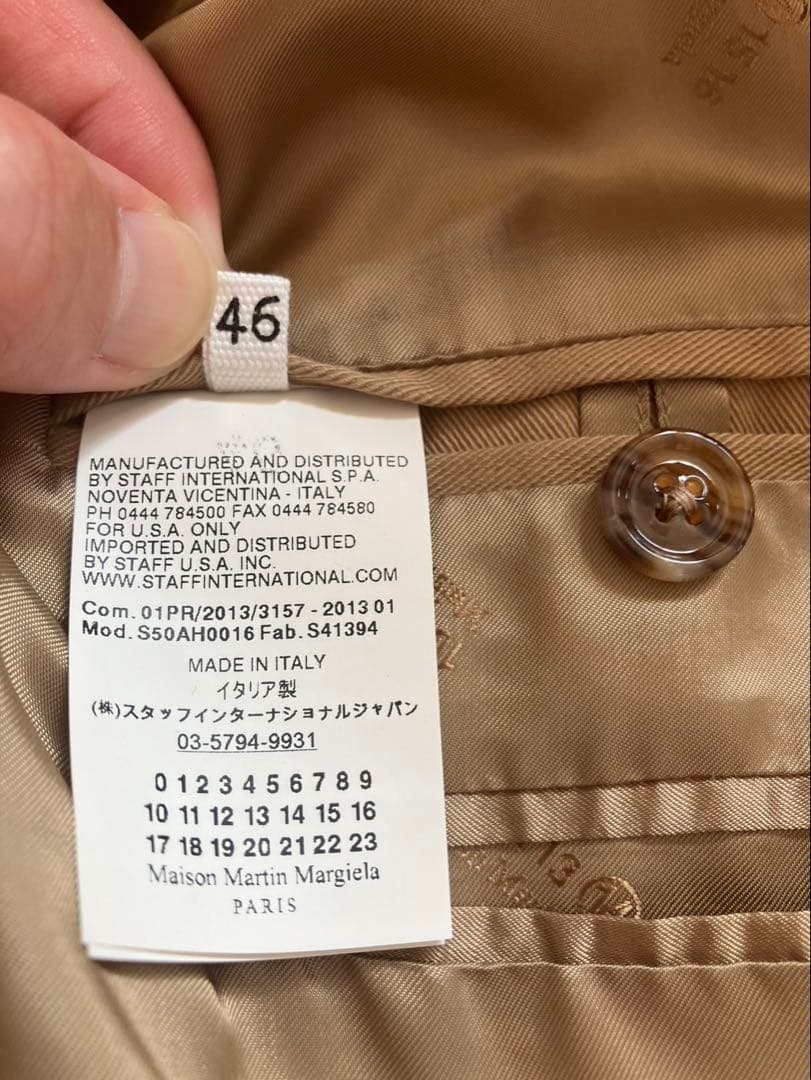 15 16
46
MANUFACTURED AND DISTRIBUTED
BY STAFF INTERNATIONAL S.P.A.
NOVENTA VICENTINA - ITALY
PH 0444 784500 FAX 0444 784580
FOR U.S.A. ONLY
IMPORTED AND DISTRIBUTED
BY STAFF U.S.A. INC.
WWW.STAFFINTERNATIONAL.COM
Com. 01PR/2013/3157 - 2013 01
Mod. S50AH0016 Fab. S41394
MADE IN ITALY
イタリア製
(株)スタッフインターナショナルジャパン
03-5794-9931
0 1 2 3 4 5 6 7 8 9
10 11 12 13 14 15 16
17 18 19 20 21 22 23
Maison Martin Margiela
PARIS
13